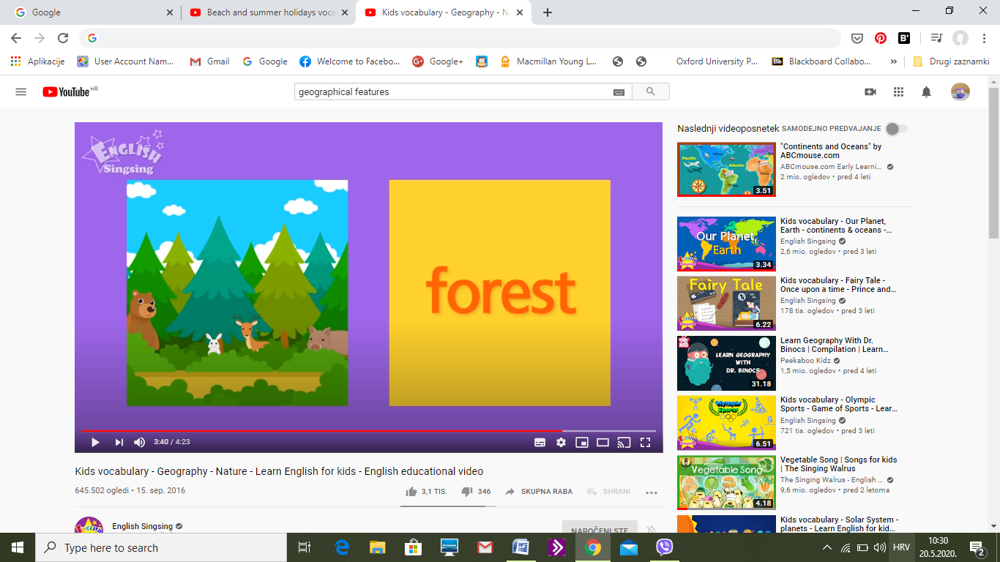 Google
Beach and summer holidays voca
Kids vocabulary - Geography - N
Aplikacije
User Account Nam...
Gmail
Google
Welcome to Facebo...
Google+
Macmillan Young L...
Oxford University P...
Bb
Blackboard Collabo...
»
Drugi zaznamki
YouTube HR
geographical features
ENGLISH
Singsing
forest
3:40 / 4:23
Kids vocabulary - Geography - Nature - Learn English for kids - English educational video
645.502 ogledi • 15. sep. 2016
3,1 TIS.
346
SKUPNA RABA
SHRANI
English Singsing
NAROČENI STE
Naslednji videoposnetek
SAMODEJNO PREDVAJANJE
Pacific
Atlantic
3.51
"Continents and Oceans" by
ABCmouse.com
ABCmouse.com Early Learni...
2 mio. ogledov • pred 4 leti
Our Planet,
Earth
3.34
Kids vocabulary - Our Planet,
Earth - continents & oceans -...
English Singsing
2,6 mio. ogledov • pred 3 leti
Fairy Tale
6.22
Kids vocabulary - Fairy Tale -
Once upon a time - Prince and...
English Singsing
178 tis. ogledov • pred 3 leti
LEARN GEOGRAPHY
WITH
DR. BINOCS
31.18
Learn Geography With Dr.
Binocs | Compilation | Learn...
Peekaboo Kidz
1,5 mio. ogledov • pred 4 leti
Olympic
Sports
6.51
Kids vocabulary - Olympic
Sports - Game of Sports - Lear...
English Singsing
721 tis. ogledov • pred 3 leti
Vegetable Song
4.18
Vegetable Song | Songs for kids
| The Singing Walrus
The Singing Walrus - English ...
9,6 mio. ogledov • pred 2 letoma
Kids vocabulary - Solar System -
planets - Learn English for kid...
Type here to search
HRV
10:30
20.5.2020.
2